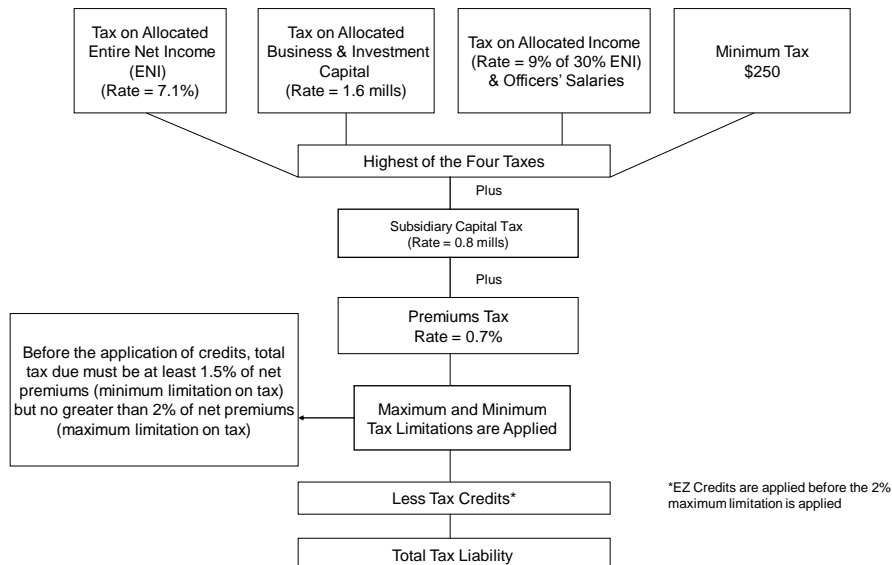 Tax on Allocated
Entire Net Income
(ENI)
(Rate = 7.1%)
Tax on Allocated
Business & Investment
Capital
(Rate = 1.6 mills)
Tax on Allocated Income
(Rate = 9% of 30% ENI)
& Officers' Salaries
Minimum Tax
$250
Highest of the Four Taxes
Plus
Subsidiary Capital Tax
(Rate = 0.8 mills)
Plus
Premiums Tax
Rate = 0.7%
Before the application of credits, total
tax due must be at least 1.5% of net
premiums (minimum limitation on tax)
but no greater than 2% of net premiums
(maximum limitation on tax)
Maximum and Minimum
Tax Limitations are Applied
Less Tax Credits*
*EZ Credits are applied before the 2%
maximum limitation is applied
Total Tax Liability